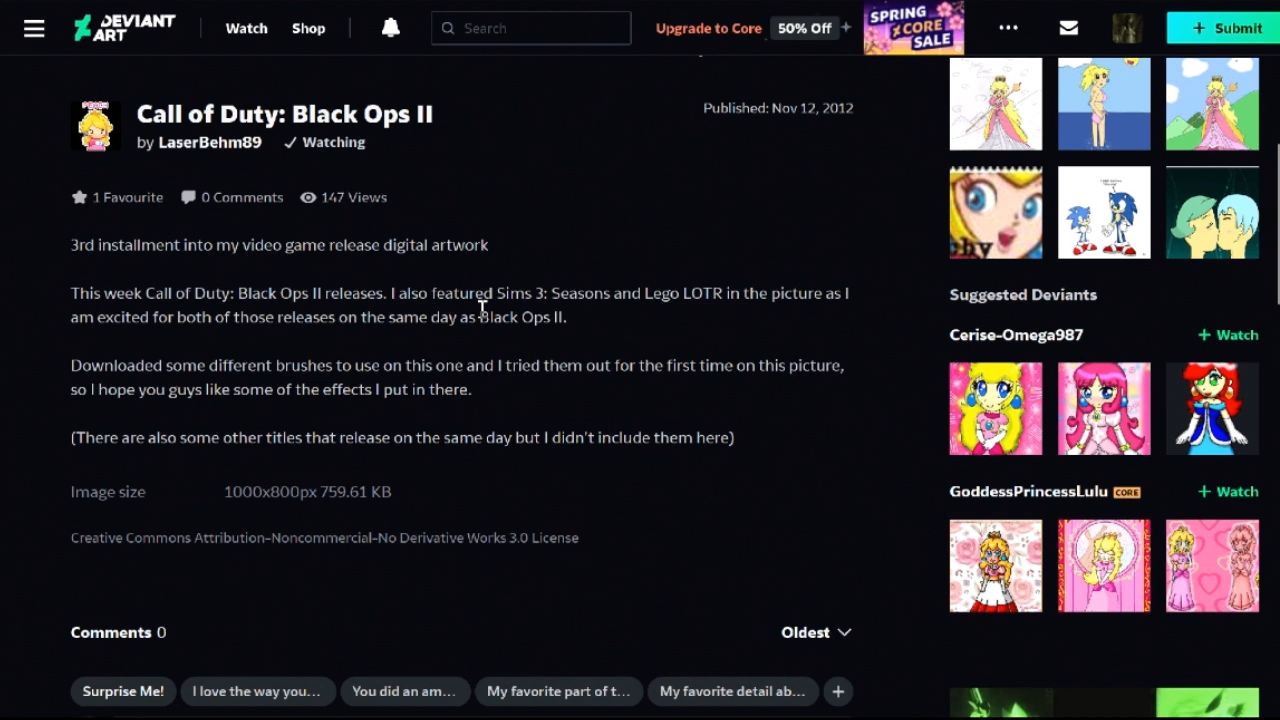 DEVIANT
ART
Watch
Shop
Search
Upgrade to Core
50% Off
SPRING
CORE
SALE
Submit
PEACH
Call of Duty: Black Ops II
by LaserBehm89
Watching
Published: Nov 12, 2012
1 Favourite
0 Comments
147 Views
3rd installment into my video game release digital artwork
This week Call of Duty: Black Ops II releases. I also featured Sims 3: Seasons and Lego LOTR in the picture as I
am excited for both of those releases on the same day as Black Ops II.
Downloaded some different brushes to use on this one and I tried them out for the first time on this picture,
so I hope you guys like some of the effects I put in there.
(There are also some other titles that release on the same day but I didn't include them here)
Image size
1000x800px 759.61 KB
Creative Commons Attribution-Noncommercial-No Derivative Works 3.0 License
Comments 0
Oldest
Surprise Me!
I love the way you...
You did an am...
My favorite part of t...
My favorite detail ab...
+
Suggested Deviants
Cerise-Omega987
+ Watch
GoddessPrincessLulu CORE
+ Watch